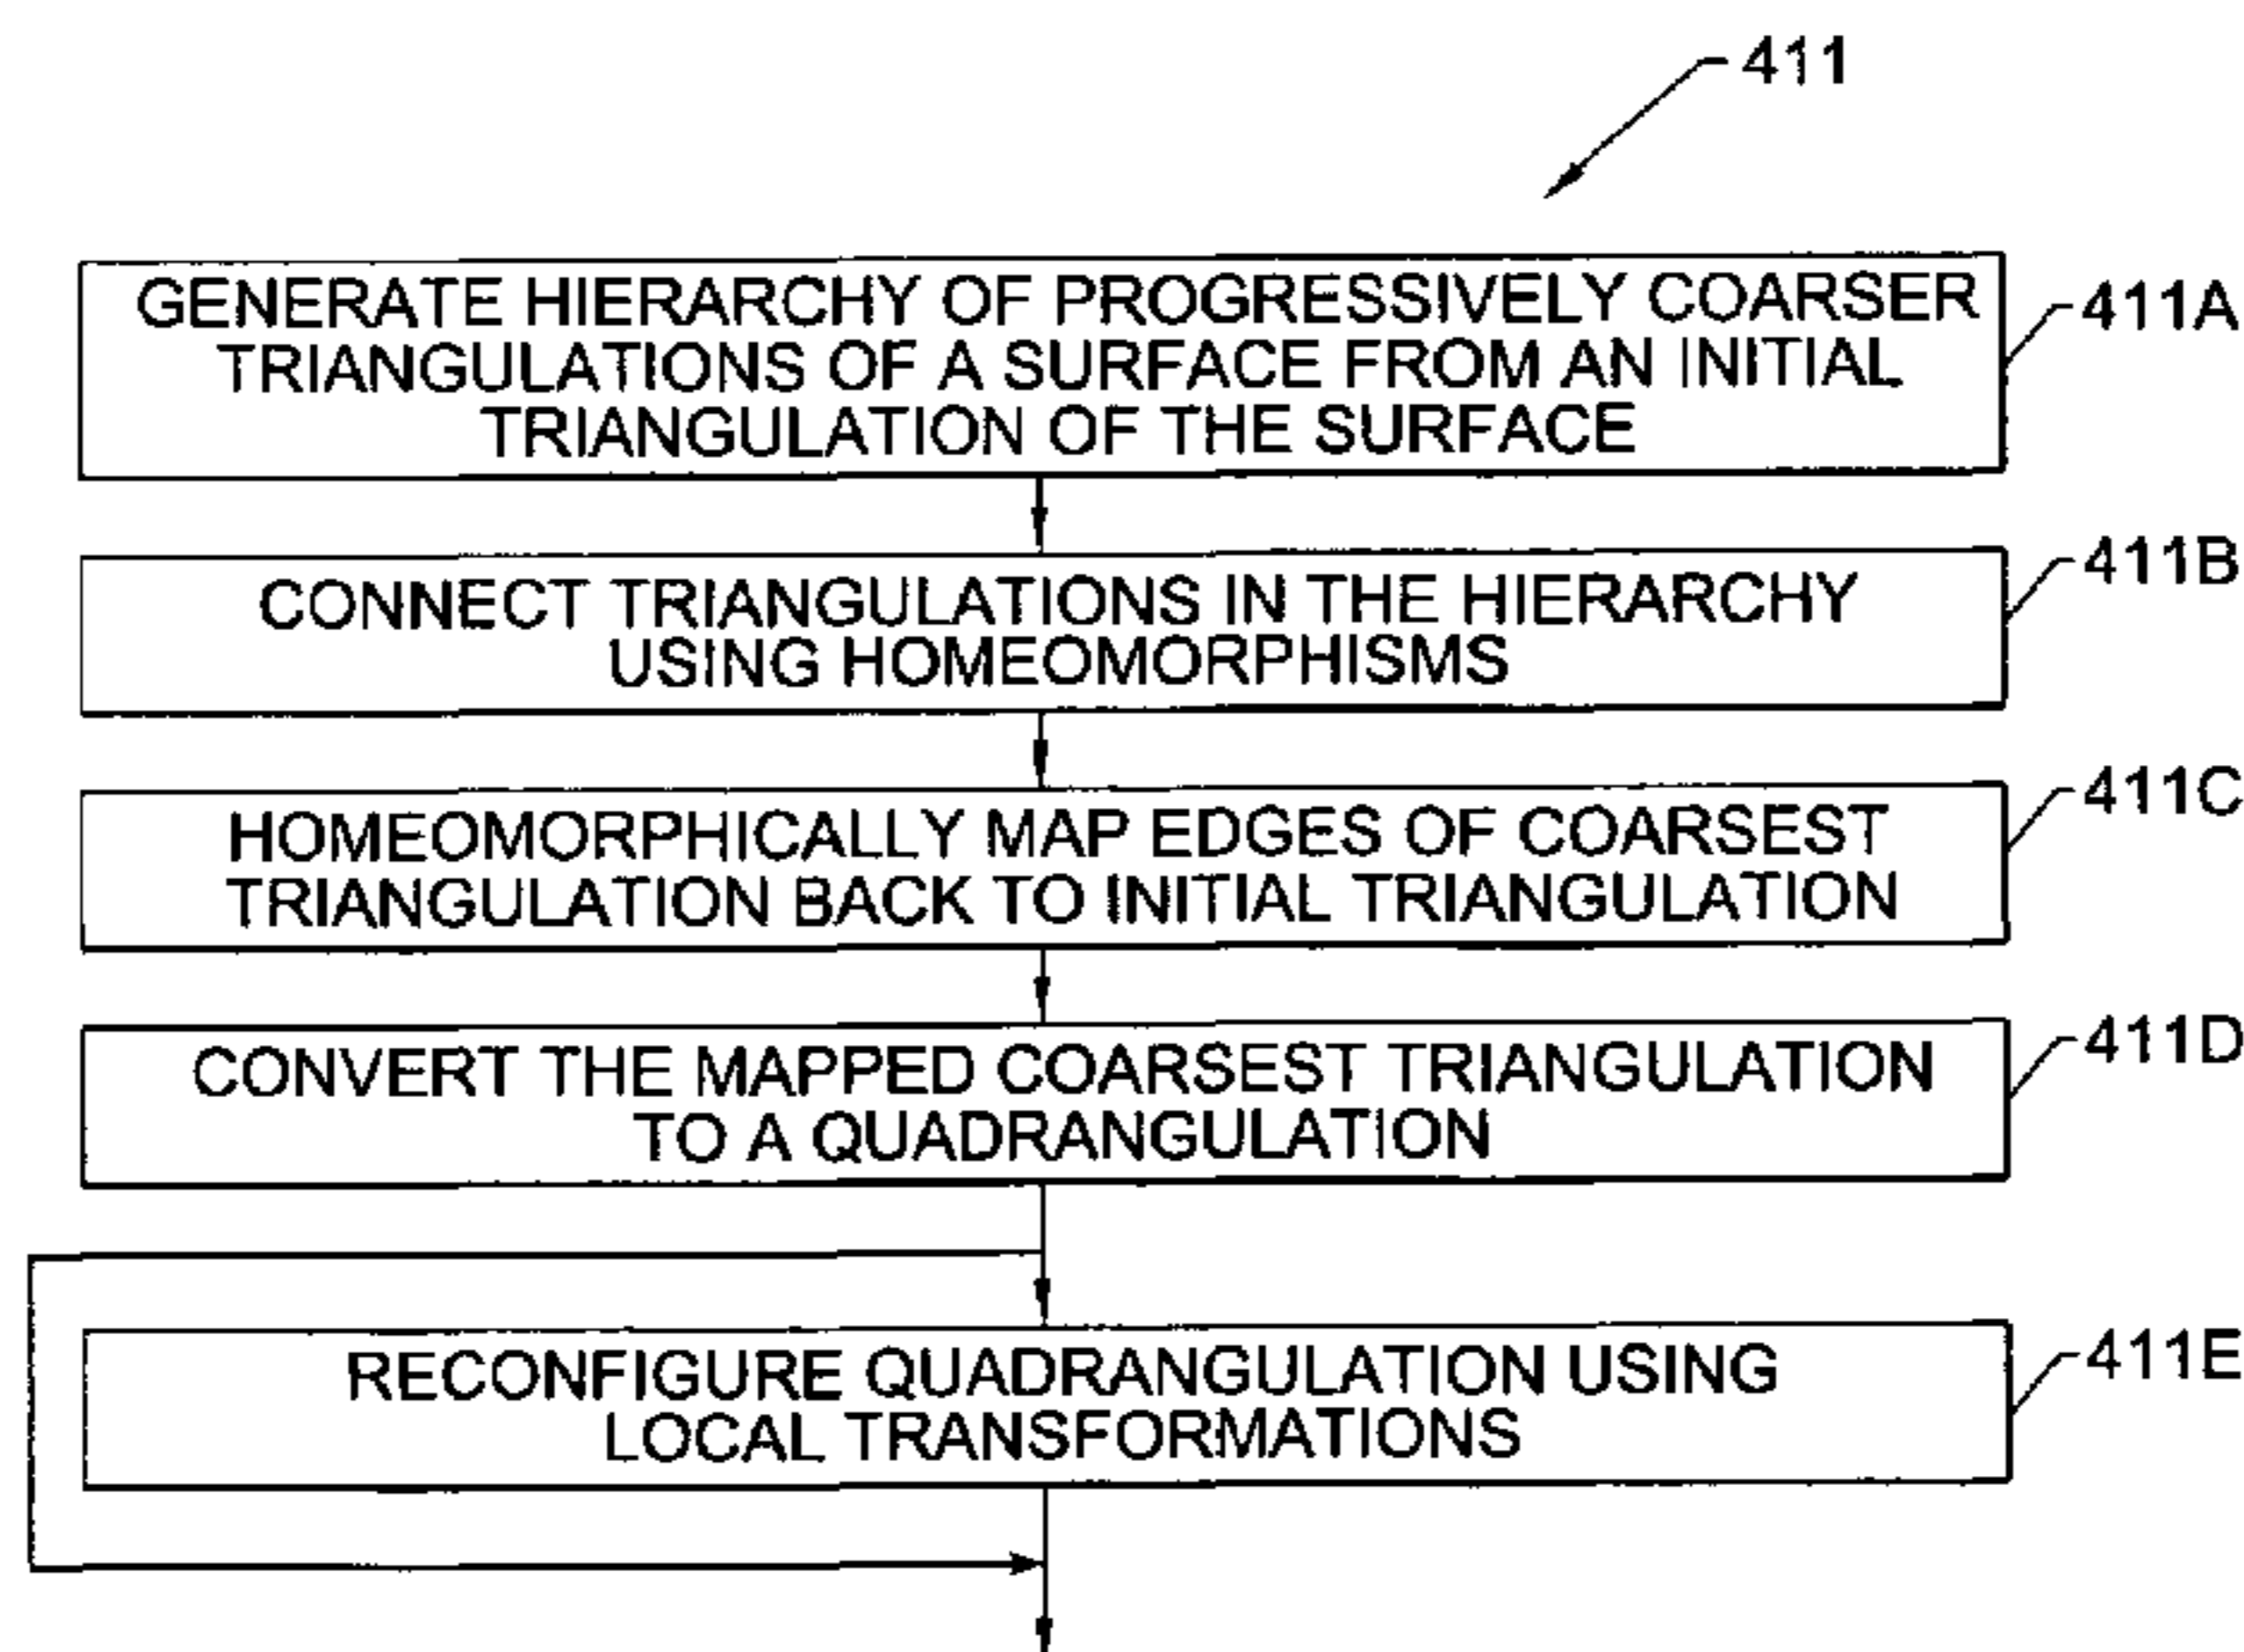 411
GENERATE HIERARCHY OF PROGRESSIVELY COARSER
TRIANGULATIONS OF A SURFACE FROM AN INITIAL
TRIANGULATION OF THE SURFACE
411A
CONNECT TRIANGULATIONS IN THE HIERARCHY
USING HOMEOMORPHISMS
411B
HOMEOMORPHICALLY MAP EDGES OF COARSEST
TRIANGULATION BACK TO INITIAL TRIANGULATION
411C
CONVERT THE MAPPED COARSEST TRIANGULATION
TO A QUADRANGULATION
411D
RECONFIGURE QUADRANGULATION USING
LOCAL TRANSFORMATIONS
411E